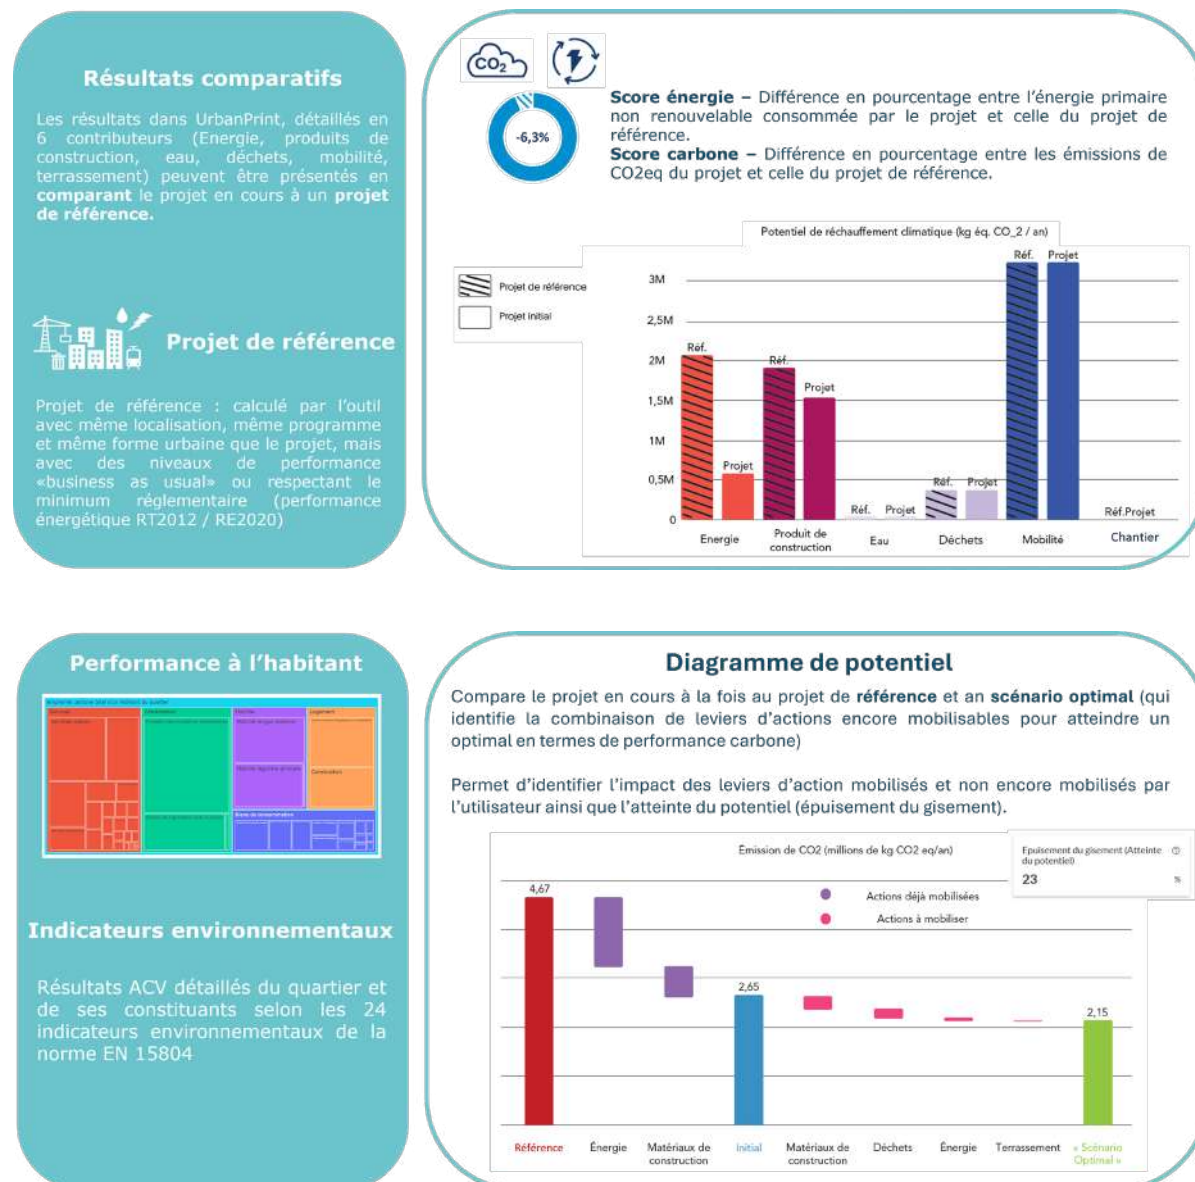 Résultats comparatifs
Les résultats dans UrbanPrint, détaillés en
6 contributeurs (Energie, produits de
construction, eau, déchets, mobilité,
terrassement) peuvent être présentés en
comparant le projet en cours à un projet
de référence.
Projet de référence
Projet de référence : calculé par l'outil
avec même localisation, même programme
et même forme urbaine que le projet, mais
avec des niveaux de performance
«business as usual» ou respectant le
minimum réglementaire (performance
énergétique RT2012 / RE2020)
CO2
-6,3%
Score énergie – Différence en pourcentage entre l'énergie primaire
non renouvelable consommée par le projet et celle du projet de
référence.
Score carbone – Différence en pourcentage entre les émissions de
CO2eq du projet et celle du projet de référence.
Potentiel de réchauffement climatique (kg éq. CO_2 / an)
Projet de référence
Projet initial
3M
2,5M
2M
1,5M
1M
0,5M
0
Réf.
Projet
Réf.
Projet
Réf. Projet
Réf. Projet
Réf. Projet
Réf.Projet
Energie
Produit de
construction
Eau
Déchets
Mobilité
Chantier
Performance à l'habitant
Indicateurs environnementaux
Résultats ACV détaillés du quartier et
de ses constituants selon les 24
indicateurs environnementaux de la
norme EN 15804
Diagramme de potentiel
Compare le projet en cours à la fois au projet de référence et an scénario optimal (qui
identifie la combinaison de leviers d'actions encore mobilisables pour atteindre un
optimal en termes de performance carbone)
Permet d'identifier l'impact des leviers d'action mobilisés et non encore mobilisés par
l'utilisateur ainsi que l'atteinte du potentiel (épuisement du gisement).
Émission de CO2 (millions de kg CO2 eq/an)
Epuisement du gisement (Atteinte
du potentiel)
23 %
Actions déjà mobilisées
Actions à mobiliser
4,67
2,65
2,15
Référence
Énergie
Matériaux de
construction
Initial
Matériaux de
construction
Déchets
Énergie
Terrassement
« Scénario
Optimal »